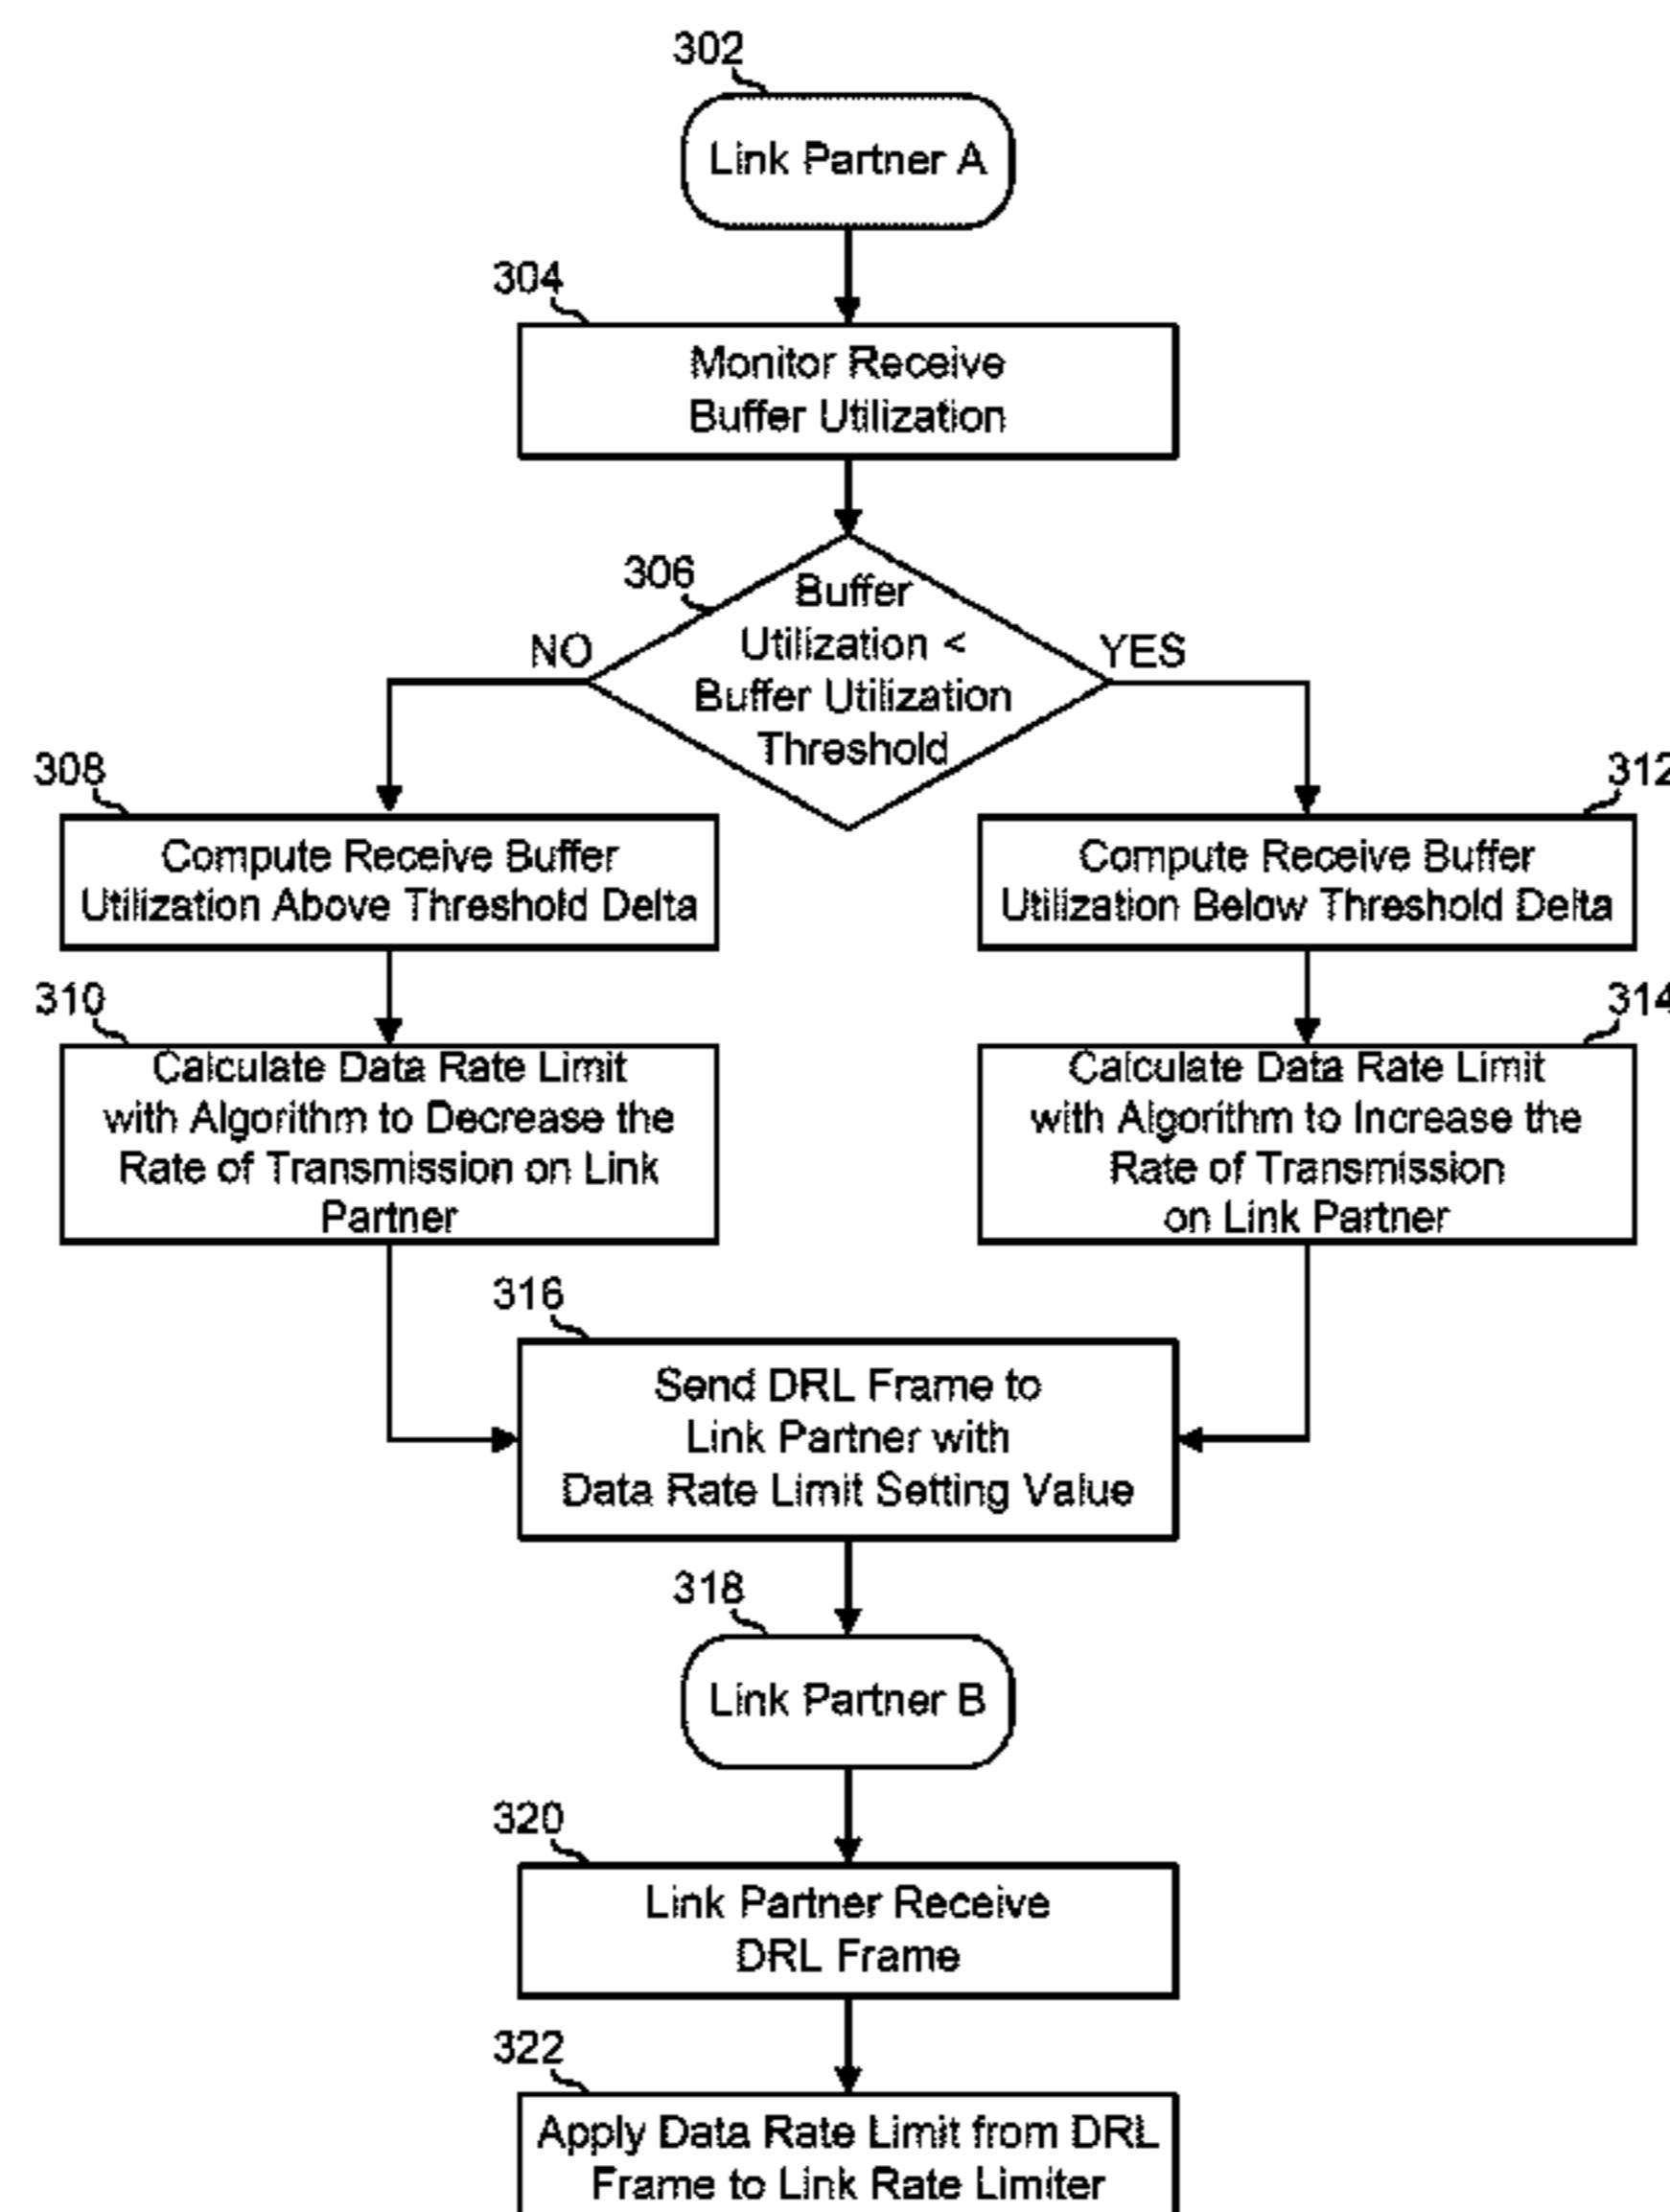 302
Link Partner A
304
Monitor Receive
Buffer Utilization
306
Buffer
Utilization <
Buffer Utilization
Threshold
NO
YES
308
Compute Receive Buffer
Utilization Above Threshold Delta
312
Compute Receive Buffer
Utilization Below Threshold Delta
310
Calculate Data Rate Limit
with Algorithm to Decrease the
Rate of Transmission on Link
Partner
314
Calculate Data Rate Limit
with Algorithm to Increase the
Rate of Transmission
on Link Partner
316
Send DRL Frame to
Link Partner with
Data Rate Limit Setting Value
318
Link Partner B
320
Link Partner Receive
DRL Frame
322
Apply Data Rate Limit from DRL
Frame to Link Rate Limiter